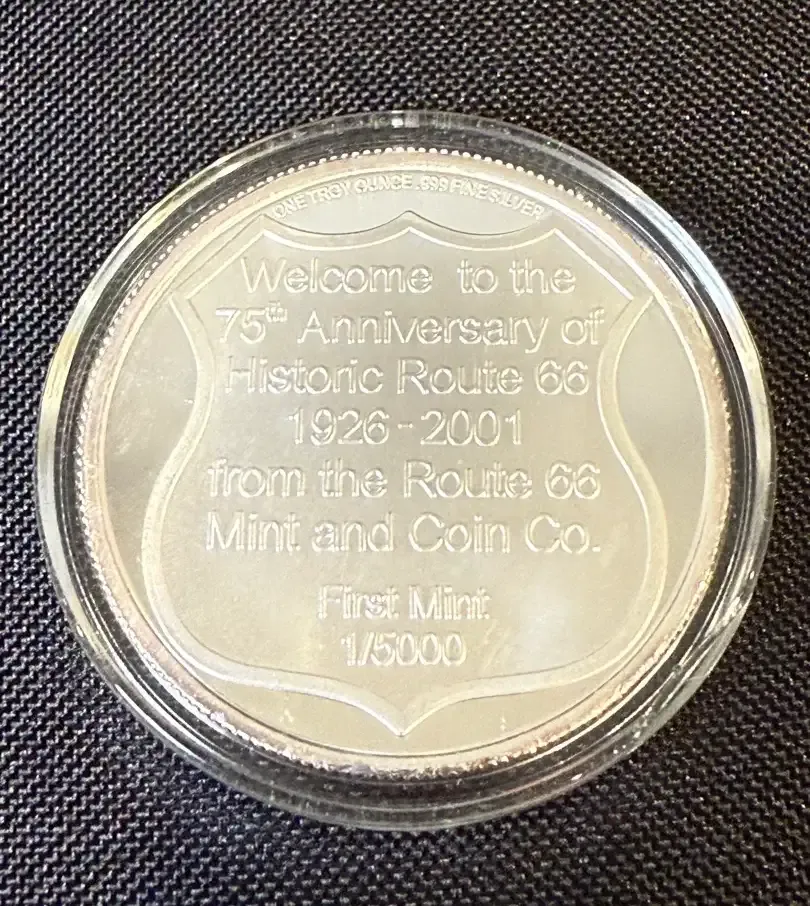 ONE TROY OUNCE .999 FINE SILVER
Welcome to the
75th Anniversary of
Historic Route 66
1926-2001
from the Route 66
Mint and Coin Co.
First Mint
1/5000